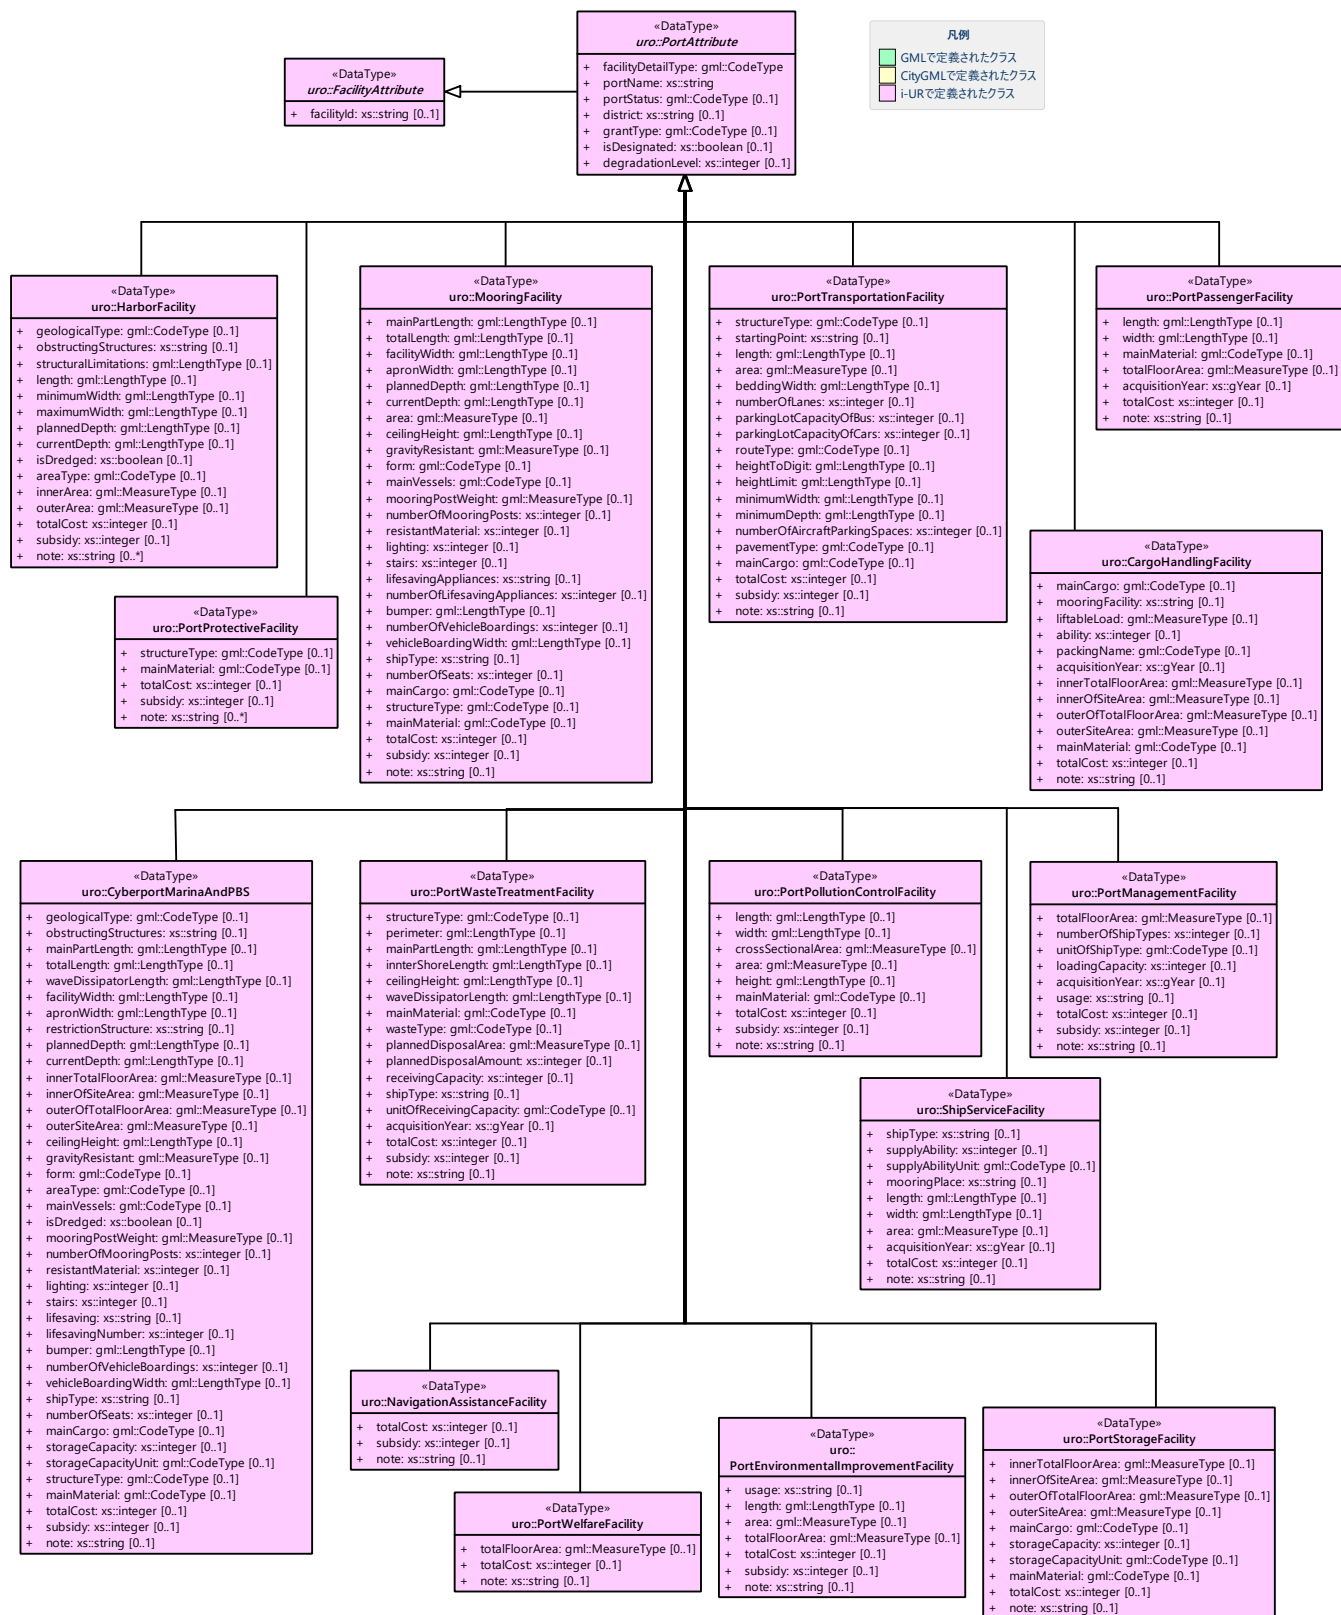 «DataType»
uro::PortAttribute
+ facilityDetailType: gml::CodeType
+ portName: xs::string
+ portStatus: gml::CodeType [0..1]
+ district: xs::string [0..1]
+ grantType: gml::CodeType [0..1]
+ isDesignated: xs::boolean [0..1]
+ degradationLevel: xs::integer [0..1]
«DataType»
uro::FacilityAttribute
+ facilityId: xs::string [0..1]
凡例
GMLで定義されたクラス
CityGMLで定義されたクラス
i-URで定義されたクラス
«DataType»
uro::HarborFacility
+ geologicalType: gml::CodeType [0..1]
+ obstructingStructures: xs::string [0..1]
+ structuralLimitations: gml::LengthType [0..1]
+ length: gml::LengthType [0..1]
+ minimumWidth: gml::LengthType [0..1]
+ maximumWidth: gml::LengthType [0..1]
+ plannedDepth: gml::LengthType [0..1]
+ currentDepth: gml::LengthType [0..1]
+ isDredged: xs::boolean [0..1]
+ areaType: gml::CodeType [0..1]
+ innerArea: gml::MeasureType [0..1]
+ outerArea: gml::MeasureType [0..1]
+ totalCost: xs::integer [0..1]
+ subsidy: xs::integer [0..1]
+ note: xs::string [0..*]
«DataType»
uro::MooringFacility
+ mainPartLength: gml::LengthType [0..1]
+ totalLength: gml::LengthType [0..1]
+ facilityWidth: gml::LengthType [0..1]
+ apronWidth: gml::LengthType [0..1]
+ plannedDepth: gml::LengthType [0..1]
+ currentDepth: gml::LengthType [0..1]
+ area: gml::MeasureType [0..1]
+ ceilingHeight: gml::LengthType [0..1]
+ gravityResistant: gml::MeasureType [0..1]
+ form: gml::CodeType [0..1]
+ mainVessels: gml::CodeType [0..1]
+ mooringPostWeight: gml::MeasureType [0..1]
+ numberOfMooringPosts: xs::integer [0..1]
+ resistantMaterial: xs::integer [0..1]
+ lighting: xs::integer [0..1]
+ stairs: xs::integer [0..1]
+ lifesavingAppliances: xs::string [0..1]
+ numberOfLifesavingAppliances: xs::integer [0..1]
+ bumper: gml::LengthType [0..1]
+ numberOfVehicleBoardings: xs::integer [0..1]
+ vehicleBoardingWidth: gml::LengthType [0..1]
+ shipType: xs::string [0..1]
+ numberOfSeats: xs::integer [0..1]
+ mainCargo: gml::CodeType [0..1]
+ structureType: gml::CodeType [0..1]
+ mainMaterial: gml::CodeType [0..1]
+ totalCost: xs::integer [0..1]
+ subsidy: xs::integer [0..1]
+ note: xs::string [0..1]
«DataType»
uro::PortTransportationFacility
+ structureType: gml::CodeType [0..1]
+ startingPoint: xs::string [0..1]
+ length: gml::LengthType [0..1]
+ area: gml::MeasureType [0..1]
+ beddingWidth: gml::LengthType [0..1]
+ numberOfLanes: xs::integer [0..1]
+ parkingLotCapacityOfBus: xs::integer [0..1]
+ parkingLotCapacityOfCars: xs::integer [0..1]
+ routeType: gml::CodeType [0..1]
+ heightToDigit: gml::LengthType [0..1]
+ heightLimit: gml::LengthType [0..1]
+ minimumWidth: gml::LengthType [0..1]
+ minimumDepth: gml::LengthType [0..1]
+ numberOfAircraftParkingSpaces: xs::integer [0..1]
+ pavementType: gml::CodeType [0..1]
+ mainCargo: gml::CodeType [0..1]
+ totalCost: xs::integer [0..1]
+ subsidy: xs::integer [0..1]
+ note: xs::string [0..1]
«DataType»
uro::PortPassengerFacility
+ length: gml::LengthType [0..1]
+ width: gml::LengthType [0..1]
+ mainMaterial: gml::CodeType [0..1]
+ totalFloorArea: gml::MeasureType [0..1]
+ acquisitionYear: xs::gYear [0..1]
+ totalCost: xs::integer [0..1]
+ note: xs::string [0..1]
«DataType»
uro::CargoHandlingFacility
+ mainCargo: gml::CodeType [0..1]
+ mooringFacility: xs::string [0..1]
+ liftableLoad: gml::MeasureType [0..1]
+ ability: xs::integer [0..1]
+ packingName: gml::CodeType [0..1]
+ acquisitionYear: xs::gYear [0..1]
+ innerTotalFloorArea: gml::MeasureType [0..1]
+ innerOfSiteArea: gml::MeasureType [0..1]
+ outerOfTotalFloorArea: gml::MeasureType [0..1]
+ outerSiteArea: gml::MeasureType [0..1]
+ mainMaterial: gml::CodeType [0..1]
+ totalCost: xs::integer [0..1]
+ note: xs::string [0..1]
«DataType»
uro::PortProtectiveFacility
+ structureType: gml::CodeType [0..1]
+ mainMaterial: gml::CodeType [0..1]
+ totalCost: xs::integer [0..1]
+ subsidy: xs::integer [0..1]
+ note: xs::string [0..*]
«DataType»
uro::CyberportMarinaAndPBS
+ geologicalType: gml::CodeType [0..1]
+ obstructingStructures: xs::string [0..1]
+ mainPartLength: gml::LengthType [0..1]
+ totalLength: gml::LengthType [0..1]
+ waveDissipatorLength: gml::LengthType [0..1]
+ facilityWidth: gml::LengthType [0..1]
+ apronWidth: gml::LengthType [0..1]
+ restrictionStructure: xs::string [0..1]
+ plannedDepth: gml::LengthType [0..1]
+ currentDepth: gml::LengthType [0..1]
+ innerTotalFloorArea: gml::MeasureType [0..1]
+ innerOfSiteArea: gml::MeasureType [0..1]
+ outerOfTotalFloorArea: gml::MeasureType [0..1]
+ outerSiteArea: gml::MeasureType [0..1]
+ ceilingHeight: gml::LengthType [0..1]
+ gravityResistant: gml::MeasureType [0..1]
+ form: gml::CodeType [0..1]
+ areaType: gml::CodeType [0..1]
+ mainVessels: gml::CodeType [0..1]
+ isDredged: xs::boolean [0..1]
+ mooringPostWeight: gml::MeasureType [0..1]
+ numberOfMooringPosts: xs::integer [0..1]
+ resistantMaterial: xs::integer [0..1]
+ lighting: xs::integer [0..1]
+ stairs: xs::integer [0..1]
+ lifesaving: xs::string [0..1]
+ lifesavingNumber: xs::integer [0..1]
+ bumper: gml::LengthType [0..1]
+ numberOfVehicleBoardings: xs::integer [0..1]
+ vehicleBoardingWidth: gml::LengthType [0..1]
+ shipType: xs::string [0..1]
+ numberOfSeats: xs::integer [0..1]
+ mainCargo: gml::CodeType [0..1]
+ storageCapacity: xs::integer [0..1]
+ storageCapacityUnit: gml::CodeType [0..1]
+ structureType: gml::CodeType [0..1]
+ mainMaterial: gml::CodeType [0..1]
+ totalCost: xs::integer [0..1]
+ subsidy: xs::integer [0..1]
+ note: xs::string [0..1]
«DataType»
uro::PortWasteTreatmentFacility
+ structureType: gml::CodeType [0..1]
+ perimeter: gml::LengthType [0..1]
+ mainPartLength: gml::LengthType [0..1]
+ innterShoreLength: gml::LengthType [0..1]
+ ceilingHeight: gml::LengthType [0..1]
+ waveDissipatorLength: gml::LengthType [0..1]
+ mainMaterial: gml::CodeType [0..1]
+ wasteType: gml::CodeType [0..1]
+ plannedDisposalArea: gml::MeasureType [0..1]
+ plannedDisposalAmount: xs::integer [0..1]
+ receivingCapacity: xs::integer [0..1]
+ shipType: xs::string [0..1]
+ unitOfReceivingCapacity: gml::CodeType [0..1]
+ acquisitionYear: xs::gYear [0..1]
+ totalCost: xs::integer [0..1]
+ subsidy: xs::integer [0..1]
+ note: xs::string [0..1]
«DataType»
uro::PortPollutionControlFacility
+ length: gml::LengthType [0..1]
+ width: gml::LengthType [0..1]
+ crossSectionalArea: gml::MeasureType [0..1]
+ area: gml::MeasureType [0..1]
+ height: gml::LengthType [0..1]
+ mainMaterial: gml::CodeType [0..1]
+ totalCost: xs::integer [0..1]
+ subsidy: xs::integer [0..1]
+ note: xs::string [0..1]
«DataType»
uro::PortManagementFacility
+ totalFloorArea: gml::MeasureType [0..1]
+ numberOfShipTypes: xs::integer [0..1]
+ unitOfShipType: gml::CodeType [0..1]
+ loadingCapacity: xs::integer [0..1]
+ acquisitionYear: xs::gYear [0..1]
+ usage: xs::string [0..1]
+ totalCost: xs::integer [0..1]
+ subsidy: xs::integer [0..1]
+ note: xs::string [0..1]
«DataType»
uro::ShipServiceFacility
+ shipType: xs::string [0..1]
+ supplyAbility: xs::integer [0..1]
+ supplyAbilityUnit: gml::CodeType [0..1]
+ mooringPlace: xs::string [0..1]
+ length: gml::LengthType [0..1]
+ width: gml::LengthType [0..1]
+ area: gml::MeasureType [0..1]
+ acquisitionYear: xs::gYear [0..1]
+ totalCost: xs::integer [0..1]
+ note: xs::string [0..1]
«DataType»
uro::NavigationAssistanceFacility
+ totalCost: xs::integer [0..1]
+ subsidy: xs::integer [0..1]
+ note: xs::string [0..1]
«DataType»
uro::PortWelfareFacility
+ totalFloorArea: gml::MeasureType [0..1]
+ totalCost: xs::integer [0..1]
+ note: xs::string [0..1]
«DataType»
uro::
PortEnvironmentalImprovementFacility
+ usage: xs::string [0..1]
+ length: gml::LengthType [0..1]
+ area: gml::MeasureType [0..1]
+ totalFloorArea: gml::MeasureType [0..1]
+ totalCost: xs::integer [0..1]
+ subsidy: xs::integer [0..1]
+ note: xs::string [0..1]
«DataType»
uro::PortStorageFacility
+ innerTotalFloorArea: gml::MeasureType [0..1]
+ innerOfSiteArea: gml::MeasureType [0..1]
+ outerOfTotalFloorArea: gml::MeasureType [0..1]
+ outerSiteArea: gml::MeasureType [0..1]
+ mainCargo: gml::CodeType [0..1]
+ storageCapacity: xs::integer [0..1]
+ storageCapacityUnit: gml::CodeType [0..1]
+ mainMaterial: gml::CodeType [0..1]
+ totalCost: xs::integer [0..1]
+ note: xs::string [0..1]